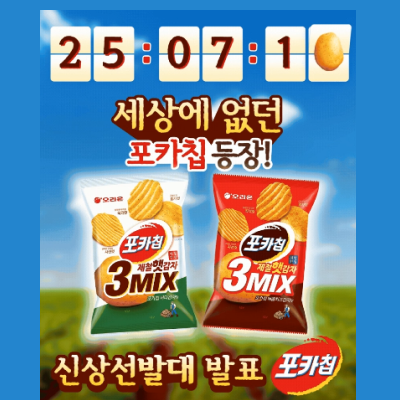 25:07:1
세상에 없던
포카칩 등장!
오리온
포카칩
제철햇감자
3MIX
오리온
포카칩
제철햇감자
3MIX
신상선발대 발표 포카칩